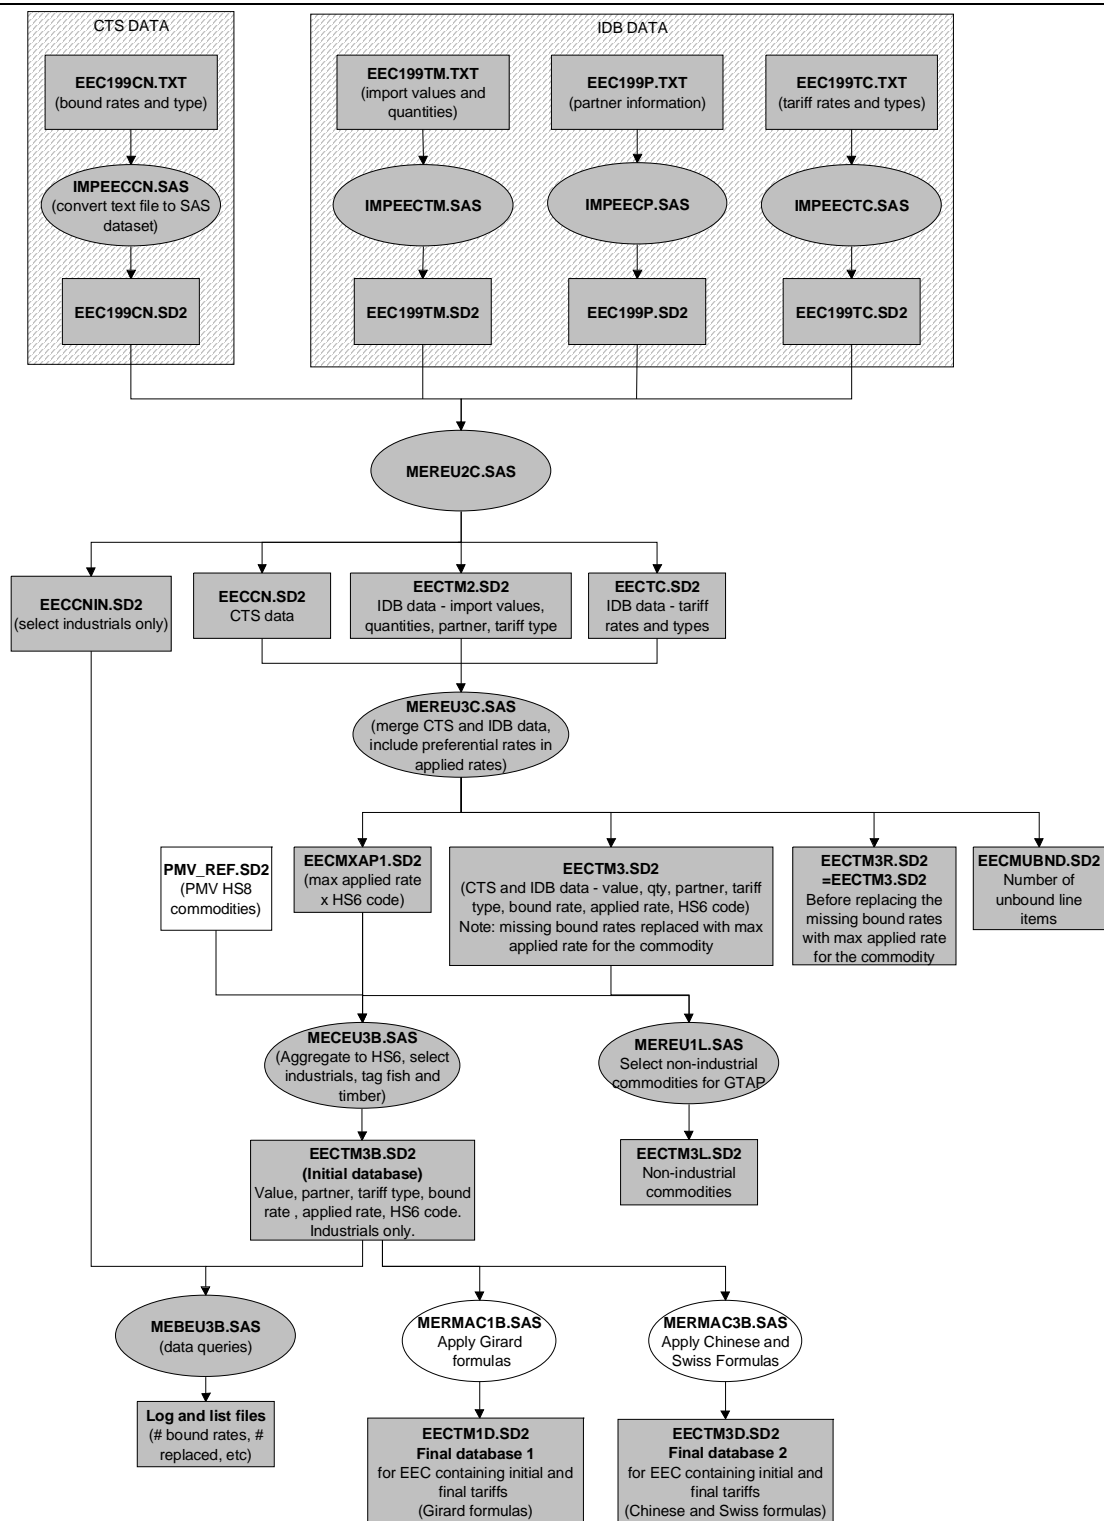 CTS DATA
IDB DATA
EEC199CN.TXT
(bound rates and type)
EEC199TM.TXT
(import values and
quantities)
EEC199P.TXT
(partner information)
EEC199TC.TXT
(tariff rates and types)
IMPEECCN.SAS
(convert text file to SAS
dataset)
IMPEECTM.SAS
IMPEECP.SAS
IMPEECTC.SAS
EEC199CN.SD2
EEC199TM.SD2
EEC199P.SD2
EEC199TC.SD2
MEREU2C.SAS
EECCNIN.SD2
(select industrials only)
EECCN.SD2
CTS data
EECTM2.SD2
IDB data - import values,
quantities, partner, tariff type
EECTC.SD2
IDB data - tariff
rates and types
MEREU3C.SAS
(merge CTS and IDB data,
include preferential rates in
applied rates)
PMV_REF.SD2
(PMV HS8
commodities)
EECMXAP1.SD2
(max applied rate
x HS6 code)
EECTM3.SD2
(CTS and IDB data - value, qty, partner, tariff
type, bound rate, applied rate, HS6 code)
Note: missing bound rates replaced with max
applied rate for the commodity
EECTM3R.SD2
=EECTM3.SD2
Before replacing the
missing bound rates
with max applied rate
for the commodity
EECMUBND.SD2
Number of
unbound line
items
MECEU3B.SAS
(Aggregate to HS6, select
industrials, tag fish and
timber)
MEREU1L.SAS
Select non-industrial
commodities for GTAP
EECTM3B.SD2
(Initial database)
Value, partner, tariff type, bound
rate , applied rate, HS6 code.
Industrials only.
EECTM3L.SD2
Non-industrial
commodities
MEBEU3B.SAS
(data queries)
MERMAC1B.SAS
Apply Girard
formulas
MERMAC3B.SAS
Apply Chinese and
Swiss Formulas
Log and list files
(# bound rates, #
replaced, etc)
EECTM1D.SD2
Final database 1
for EEC containing initial and
final tariffs
(Girard formulas)
EECTM3D.SD2
Final database 2
for EEC containing initial and
final tariffs
(Chinese and Swiss formulas)